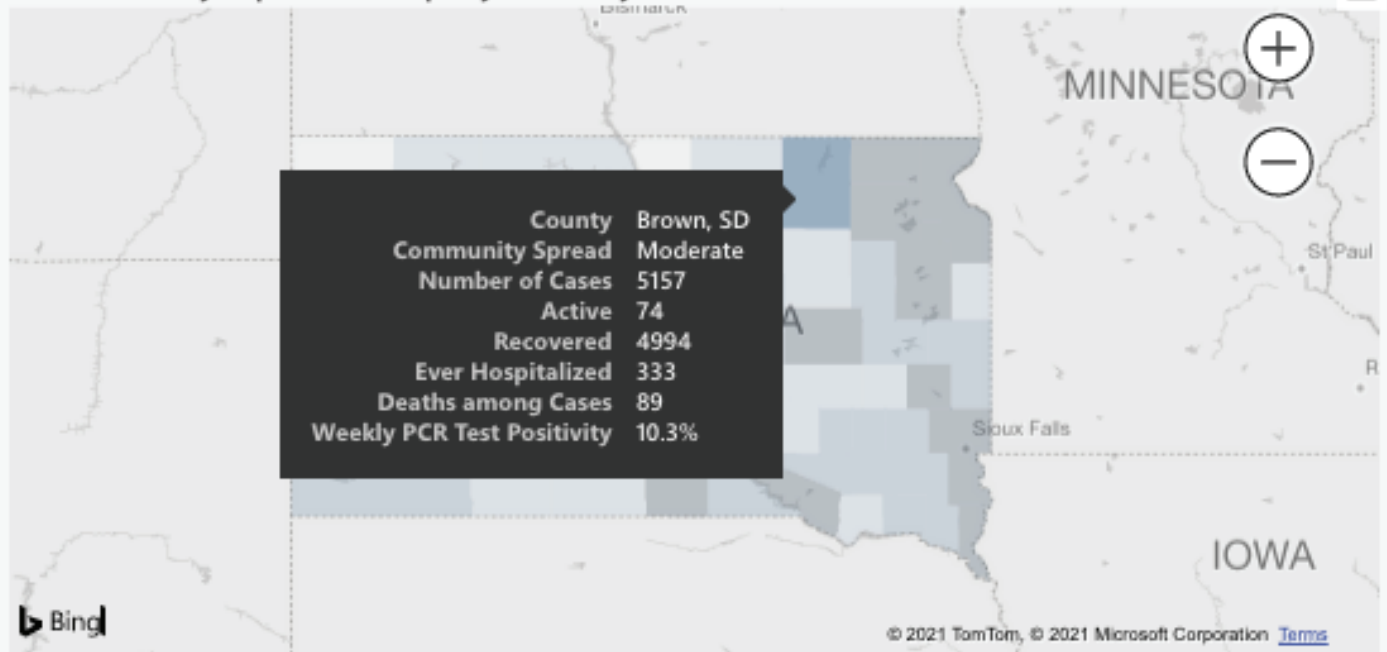 Bismarck
MINNESOTA
County Brown, SD
Community Spread Moderate
Number of Cases 5157
Active 74
Recovered 4994
Ever Hospitalized 333
Deaths among Cases 89
Weekly PCR Test Positivity 10.3%
St Paul
A
R
Sioux Falls
IOWA
Bing
© 2021 TomTom, © 2021 Microsoft Corporation Terms